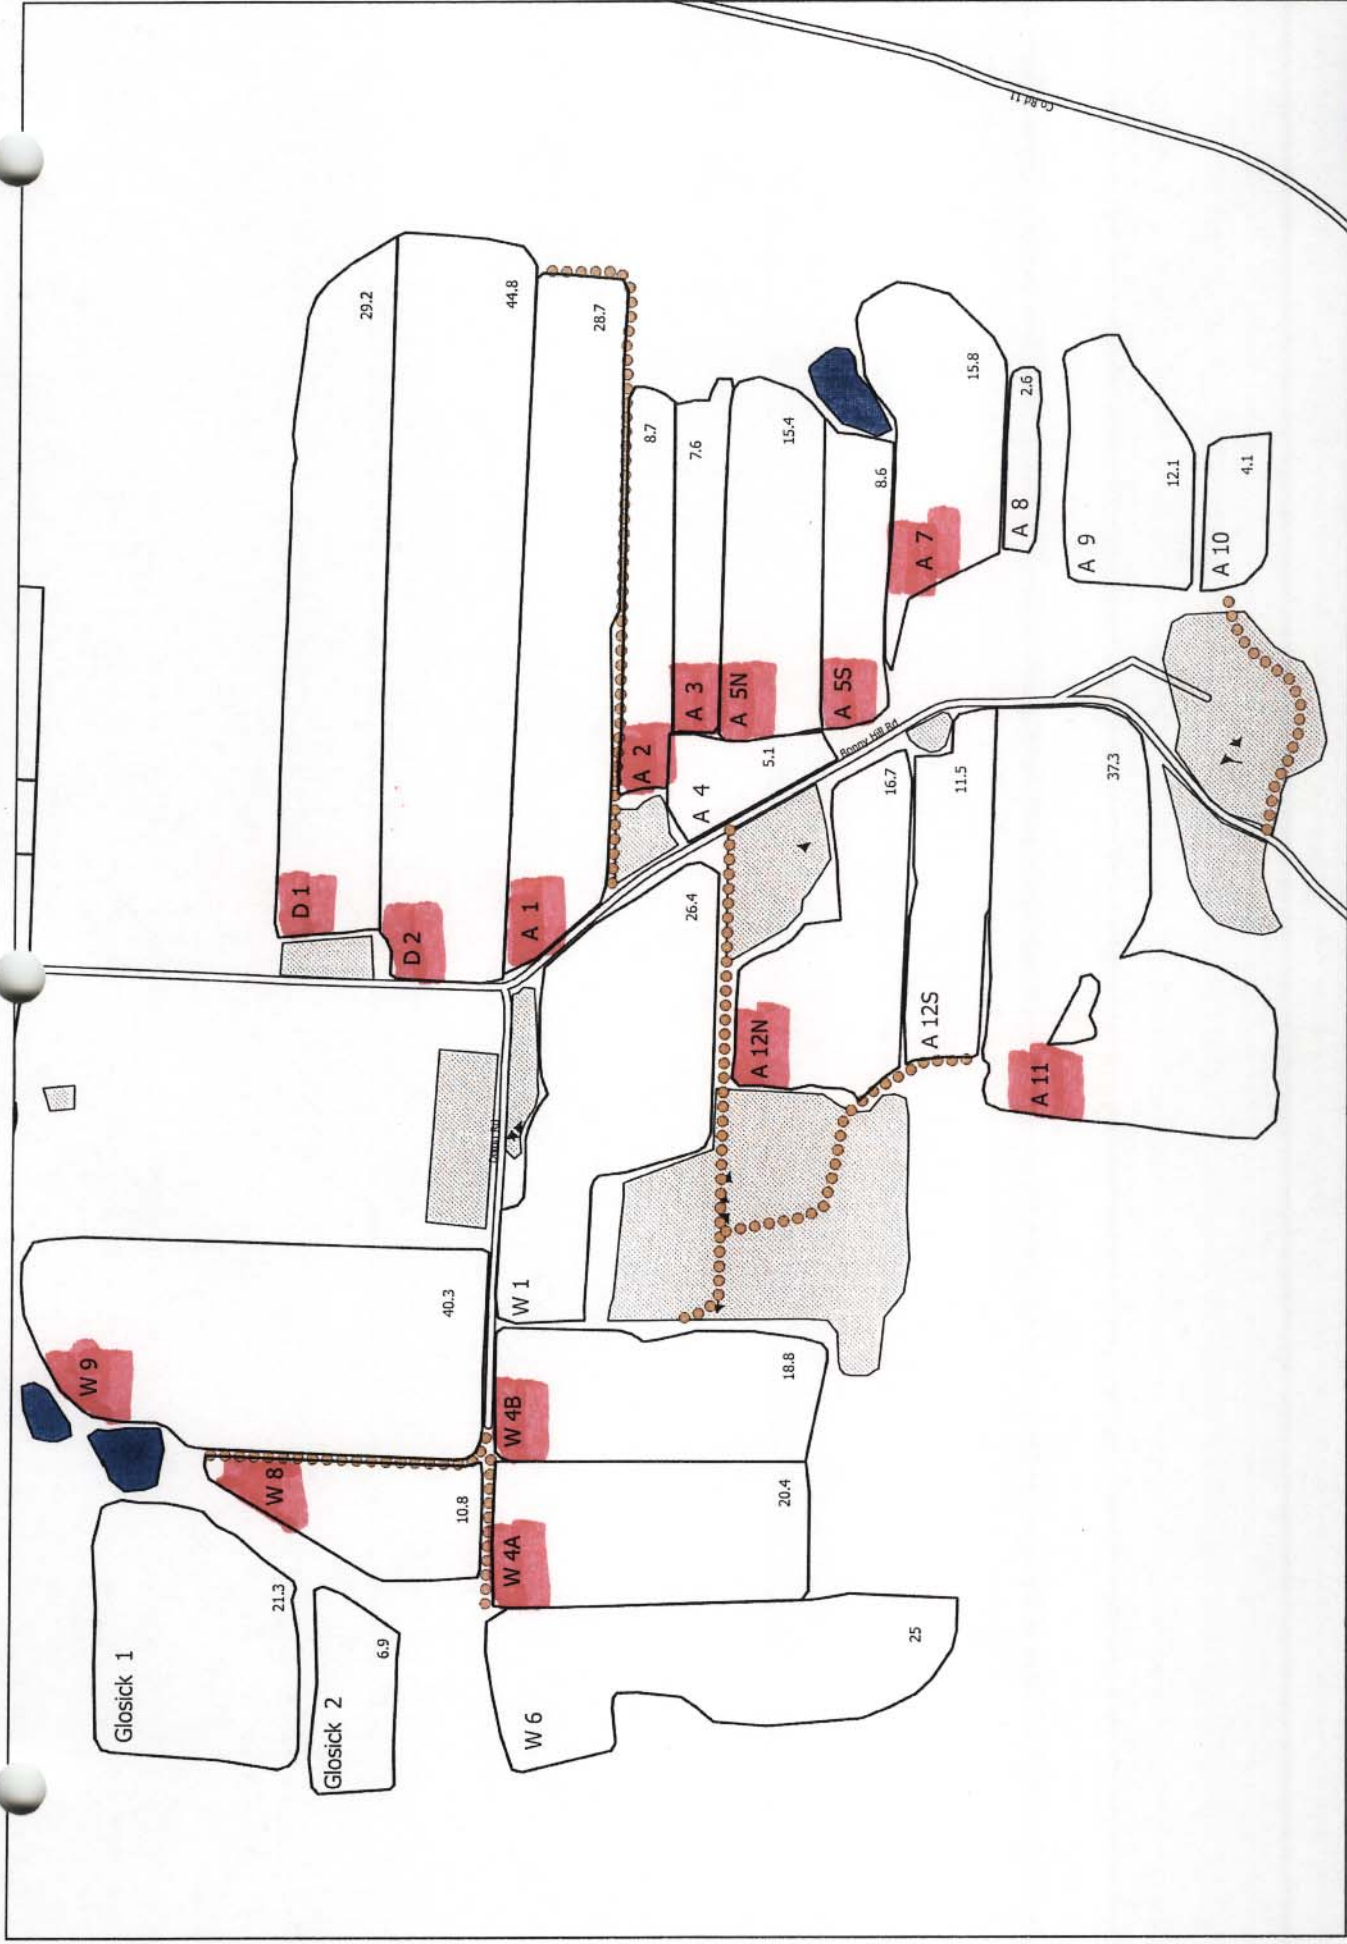 Glosick 1
W 9
W 8
21.3
D 1
Glosick 2
29.2
6.9
D 2
40.3
10.8
44.8
W 6
W 4A
W 4B
W 1
A 1
28.7
A 2
8.7
A 3
7.6
26.4
A 4
A 5N
A 12N
5.1
20.4
18.8
15.4
A 5S
Bonny Hill Rd
8.6
16.7
25
A 7
A 12S
11.5
15.8
A 8
2.6
Co Rd 11
A 11
A 9
37.3
12.1
A 10
4.1